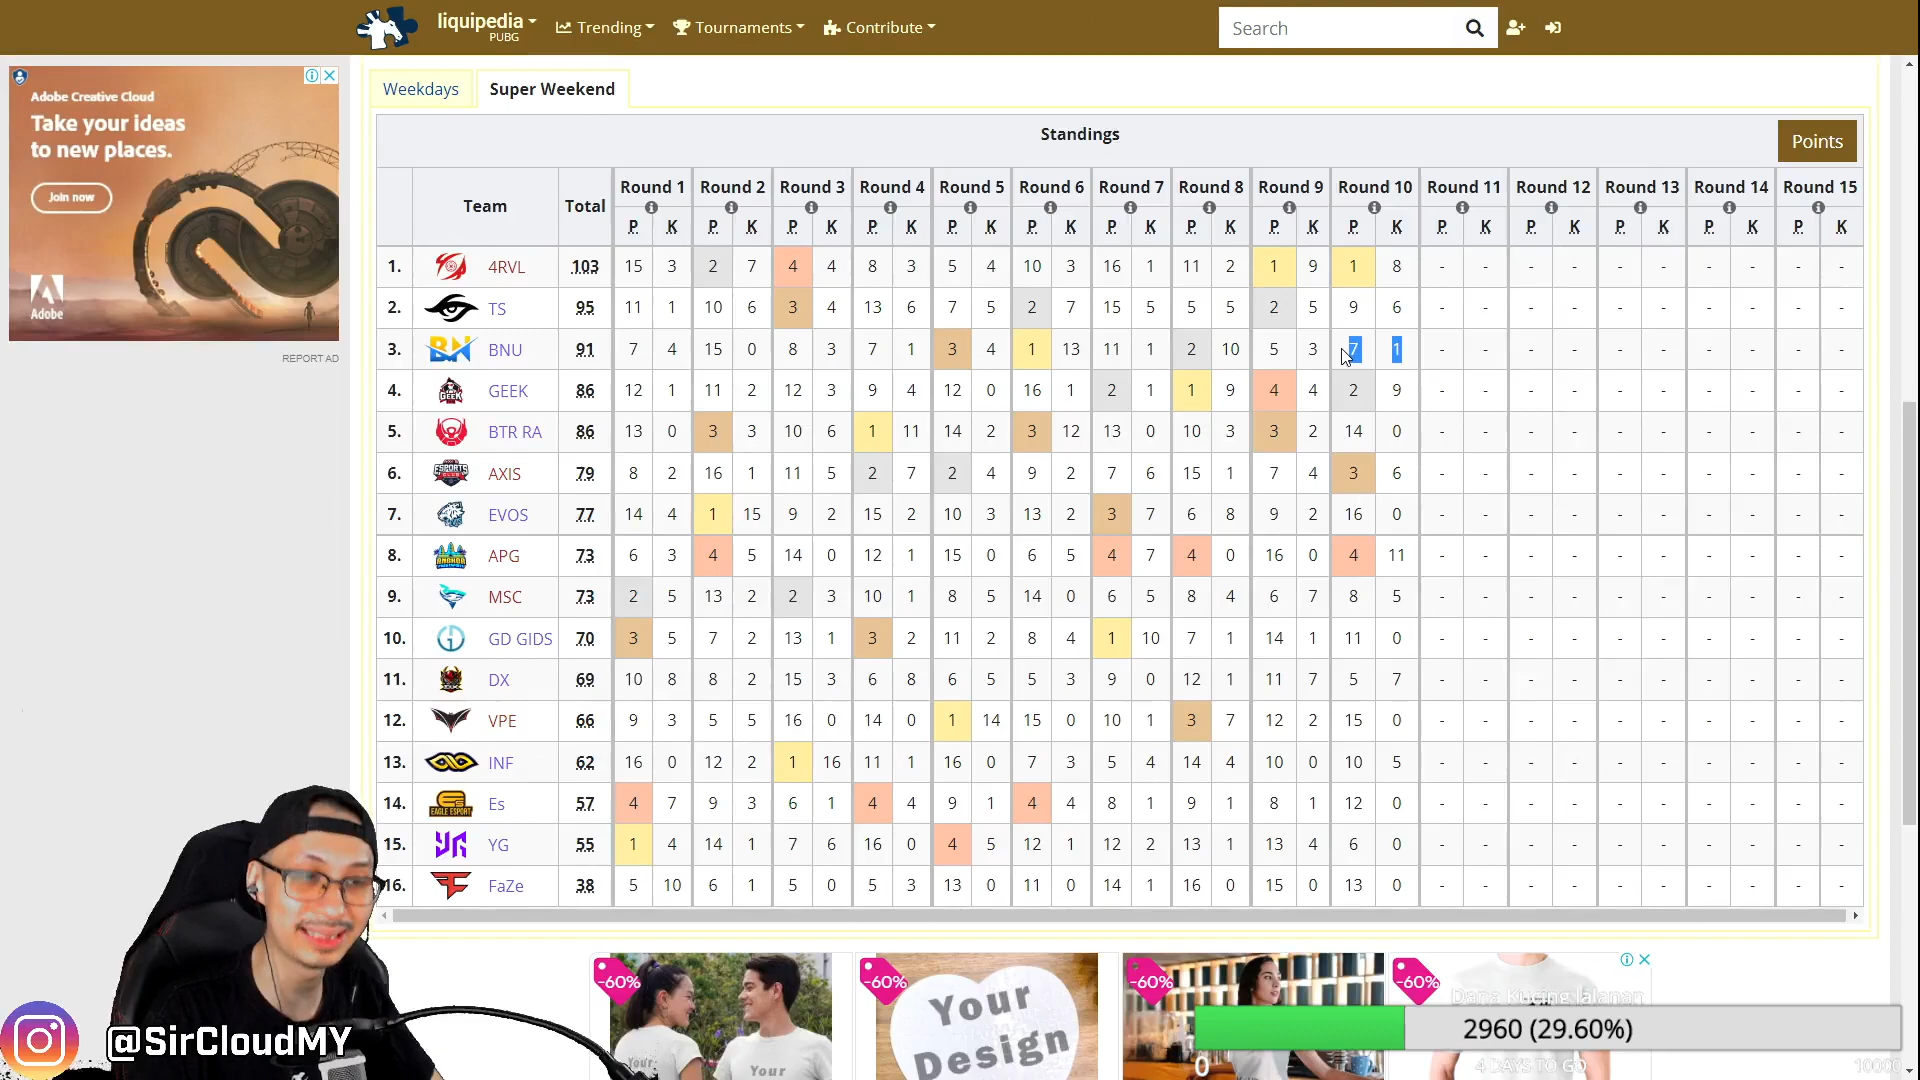 liquipedia
PUBG
Trending
Tournaments
Contribute
Search
Adobe Creative Cloud
Take your ideas
to new places.
Join now
Adobe
REPORT AD
Weekdays
Super Weekend
Standings
Points
Team Total Round 1 Round 2 Round 3 Round 4 Round 5 Round 6 Round 7 Round 8 Round 9 Round 10 Round 11 Round 12 Round 13 Round 14 Round 15
P K P K P K P K P K P K P K P K P K P K P K P K P K P K P K
1. 4RVL 103 15 3 2 7 4 4 8 3 5 4 10 3 16 1 11 2 1 9 1 8 - - - - - - - - - -
2. TS 95 11 1 10 6 3 4 13 6 7 5 2 7 15 5 5 5 2 5 9 6 - - - - - - - - - -
3. BN BNU 91 7 4 15 0 8 3 7 1 3 4 1 13 11 1 2 10 5 3 7 1 - - - - - - - - - -
4. GEEK GEEK 86 12 1 11 2 12 3 9 4 12 0 16 1 2 1 1 9 4 4 2 9 - - - - - - - - - -
5. BTR RA 86 13 0 3 3 10 6 1 11 14 2 3 12 13 0 10 3 3 2 14 0 - - - - - - - - - -
6. AXIS 79 8 2 16 1 11 5 2 7 2 4 9 2 7 6 15 1 7 4 3 6 - - - - - - - - - -
7. EVOS 77 14 4 1 15 9 2 15 2 10 3 13 2 3 7 6 8 9 2 16 0 - - - - - - - - - -
8. APG 73 6 3 4 5 14 0 12 1 15 0 6 5 4 7 4 0 16 0 4 11 - - - - - - - - - -
9. MSC 73 2 5 13 2 2 3 10 1 8 5 14 0 6 5 8 4 6 7 8 5 - - - - - - - - - -
10. GD GIDS 70 3 5 7 2 13 1 3 2 11 2 8 4 1 10 7 1 14 1 11 0 - - - - - - - - - -
11. DX 69 10 8 8 2 15 3 6 8 6 5 5 3 9 0 12 1 11 7 5 7 - - - - - - - - - -
12. VPE 66 9 3 5 5 16 0 14 0 1 14 15 0 10 1 3 7 12 2 15 0 - - - - - - - - - -
13. INF 62 16 0 12 2 1 16 11 1 16 0 7 3 5 4 14 4 10 0 10 5 - - - - - - - - - -
14. EAGLE ESPORT Es 57 4 7 9 3 6 1 4 4 9 1 4 4 8 1 9 1 8 1 12 0 - - - - - - - - - -
15. YG 55 1 4 14 1 7 6 16 0 4 5 12 1 12 2 13 1 13 4 6 0 - - - - - - - - - -
16. FaZe 38 5 10 6 1 5 0 5 3 13 0 11 0 14 1 16 0 15 0 13 0 - - - - - - - - - -
-60%
-60%
-60%
-60%
Your
Your
Your
Design
Dana Kucing Jalanan
2960 (29.60%)
0
4 DAYS TO GO
10000
@SirCloudMY